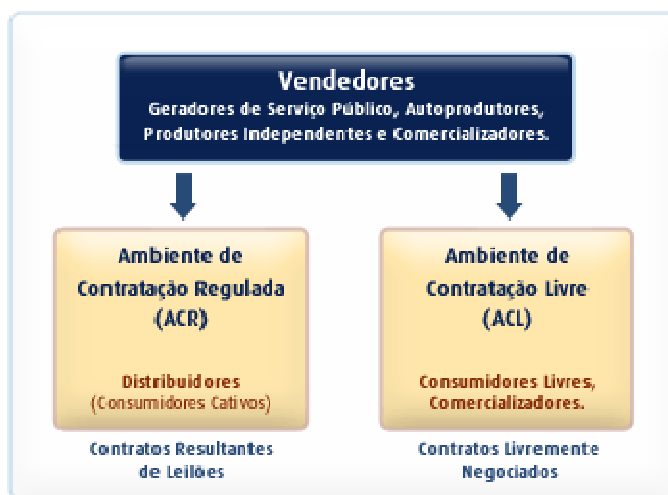 Vendedores
Geradores de Serviço Público, Autoprodutores,
Produtores Independentes e Comercializadores.
Ambiente de
Contratação Regulada
(ACR)
Distribuidores
(Consumidores Cativos)
Contratos Resultantes
de Leilões
Ambiente de
Contratação Livre
(ACL)
Consumidores Livres,
Comercializadores.
Contratos Livremente
Negociados